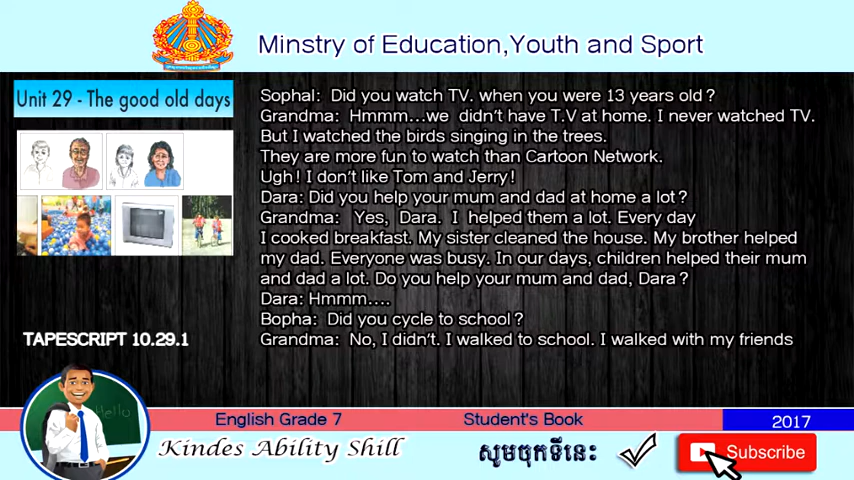 Minstry of Education,Youth and Sport
Unit 29 - The good old days
Sophal: Did you watch TV. when you were 13 years old?
Grandma: Hmmm...we didn't have T.V at home. I never watched TV.
But I watched the birds singing in the trees.
They are more fun to watch than Cartoon Network.
Ugh! I don't like Tom and Jerry!
Dara: Did you help your mum and dad at home a lot?
Grandma: Yes, Dara. I helped them a lot. Every day
I cooked breakfast. My sister cleaned the house. My brother helped
my dad. Everyone was busy. In our days, children helped their mum
and dad a lot. Do you help your mum and dad, Dara?
Dara: Hmmm....
Bopha: Did you cycle to school?
Grandma: No, I didn't. I walked to school. I walked with my friends
TAPESCRIPT 10.29.1
Hello
English Grade 7
Student's Book
2017
Kindes Ability Shill
សូមចុកទីនេះ
Subscribe